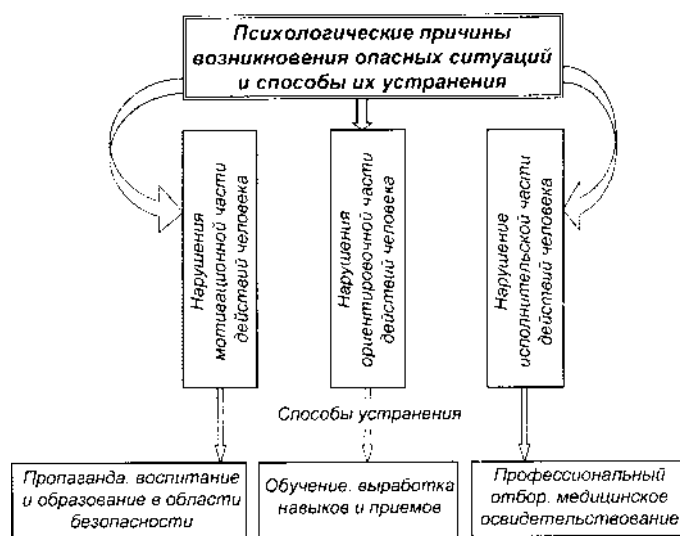 Психологические причины
возникновения опасных ситуаций
и способы их устранения
Нарушения
мотивационной части
действий человека
Нарушения
ориентировочной части
действий человека
Нарушение
исполнительской части
действий человека
Способы устранения
Пропаганда. воспитание
и образование в области
безопасности
Обучение. выработка
навыков и приемов
Профессиональный
отбор. медицинское
освидетельствование